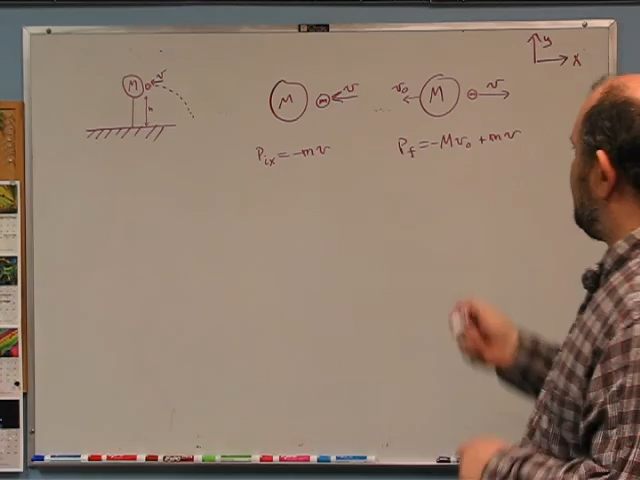 y
x
M v
h
M m v
v₀ M m v
P_ix = -mv
P_f = -Mv₀ + mv